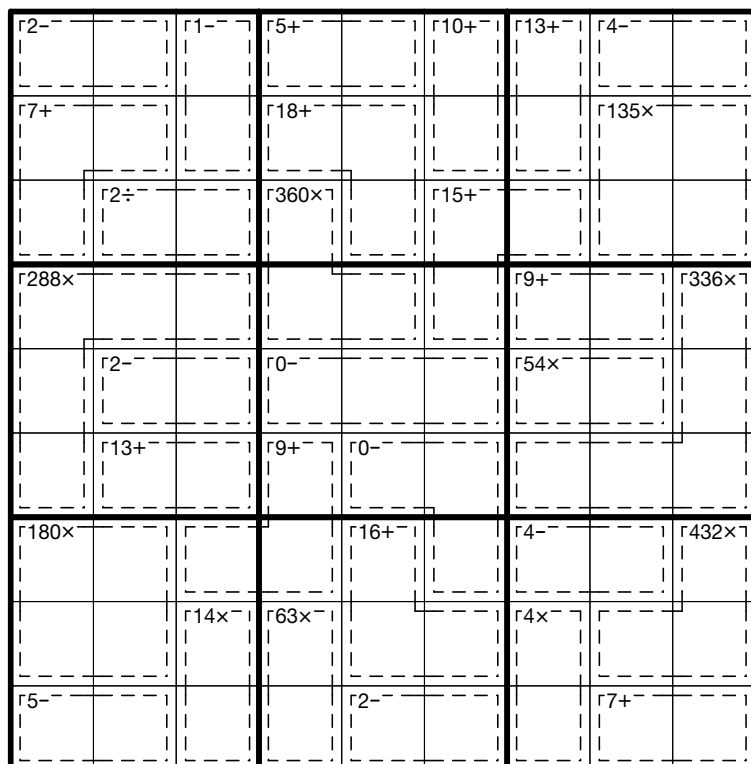 2− 1− 5+ 10+ 13+ 4−
7+ 18+ 135×
2÷ 360× 15+
288× 9+ 336×
2− 0− 54×
13+ 9+ 0−
180× 16+ 4− 432×
14× 63× 4×
5− 2− 7+